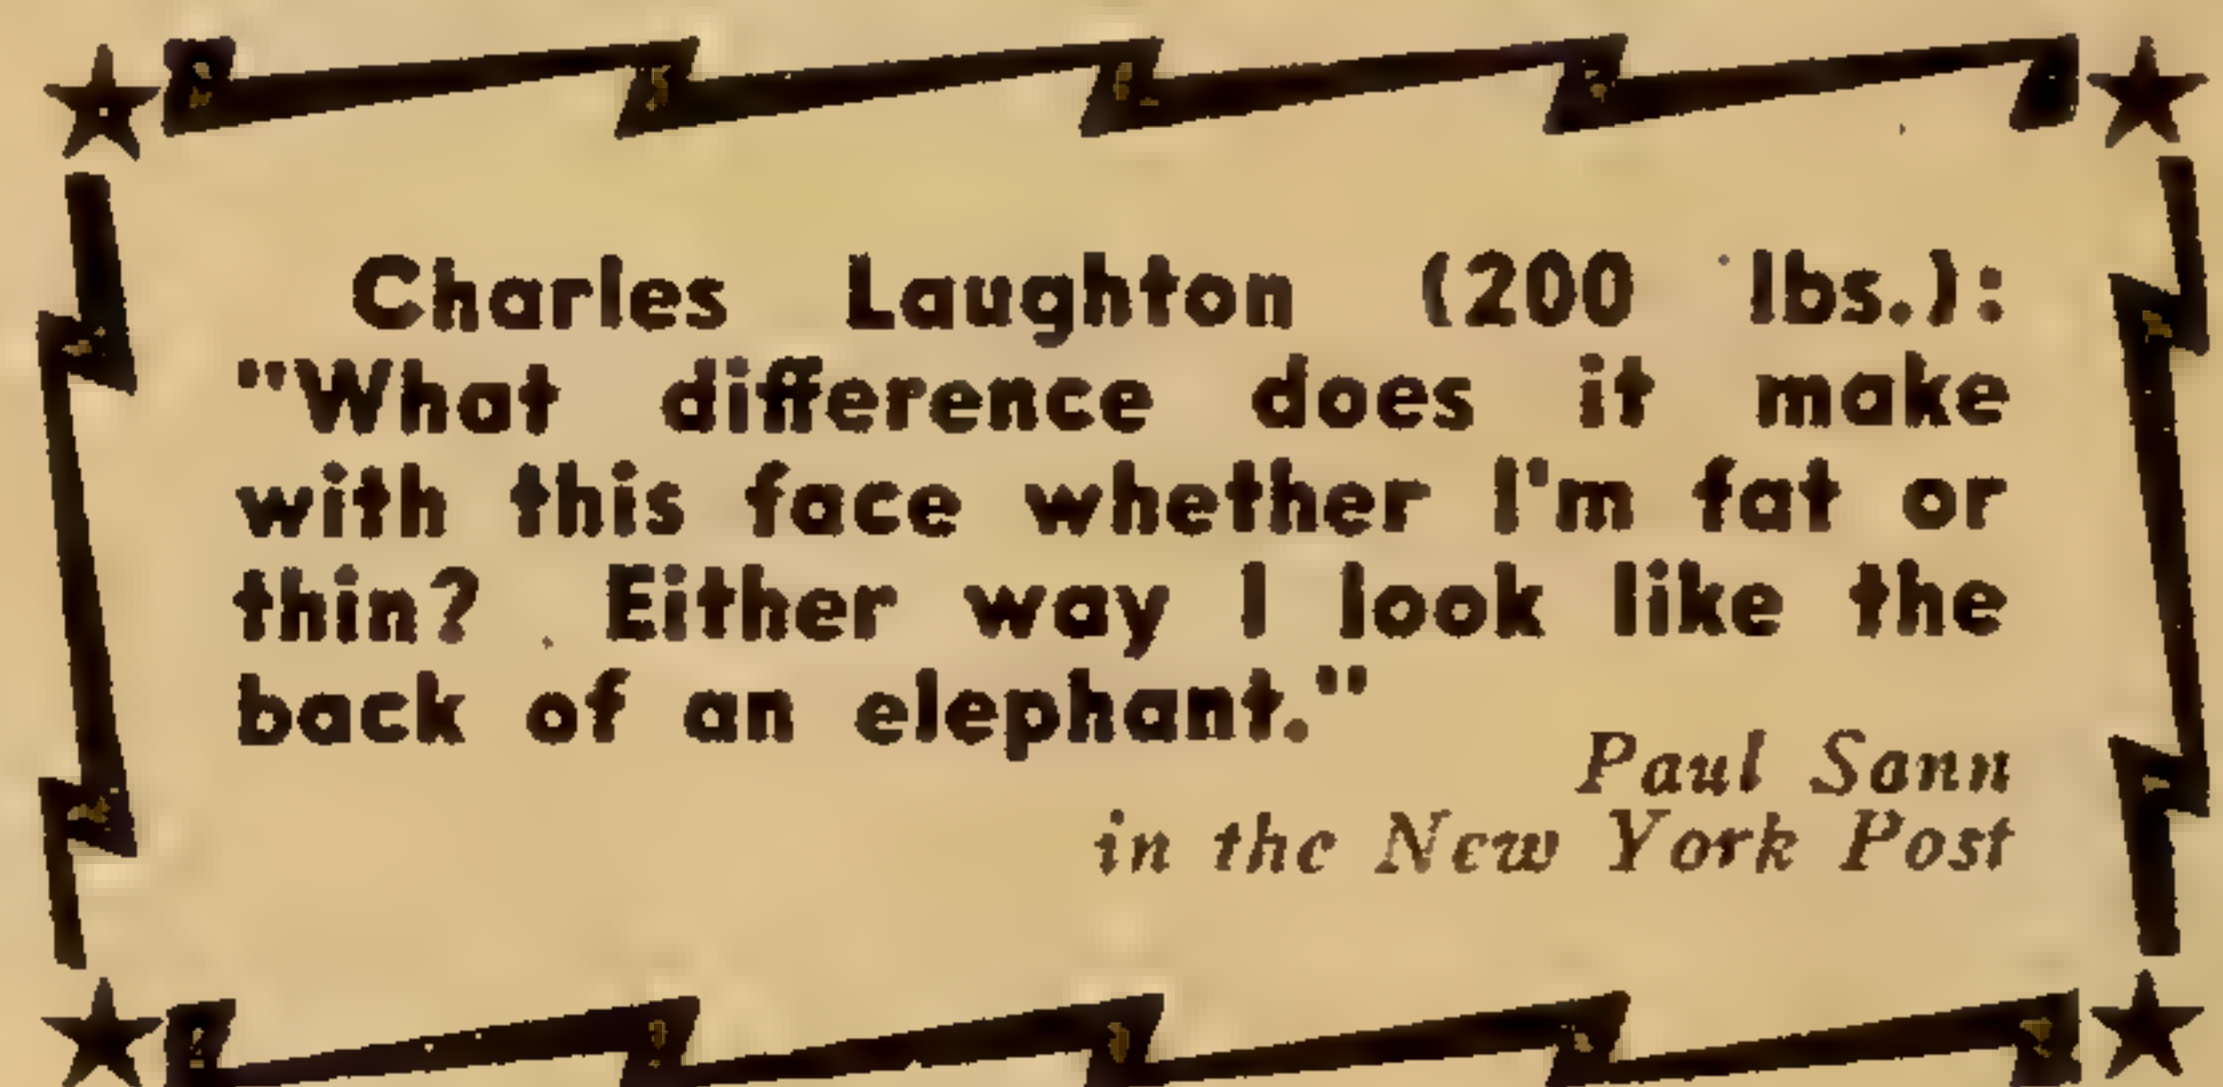 Charles Laughton (200 lbs.):
"What difference does it make
with this face whether I'm fat or
thin? Either way I look like the
back of an elephant."
Paul Sann
in the New York Post